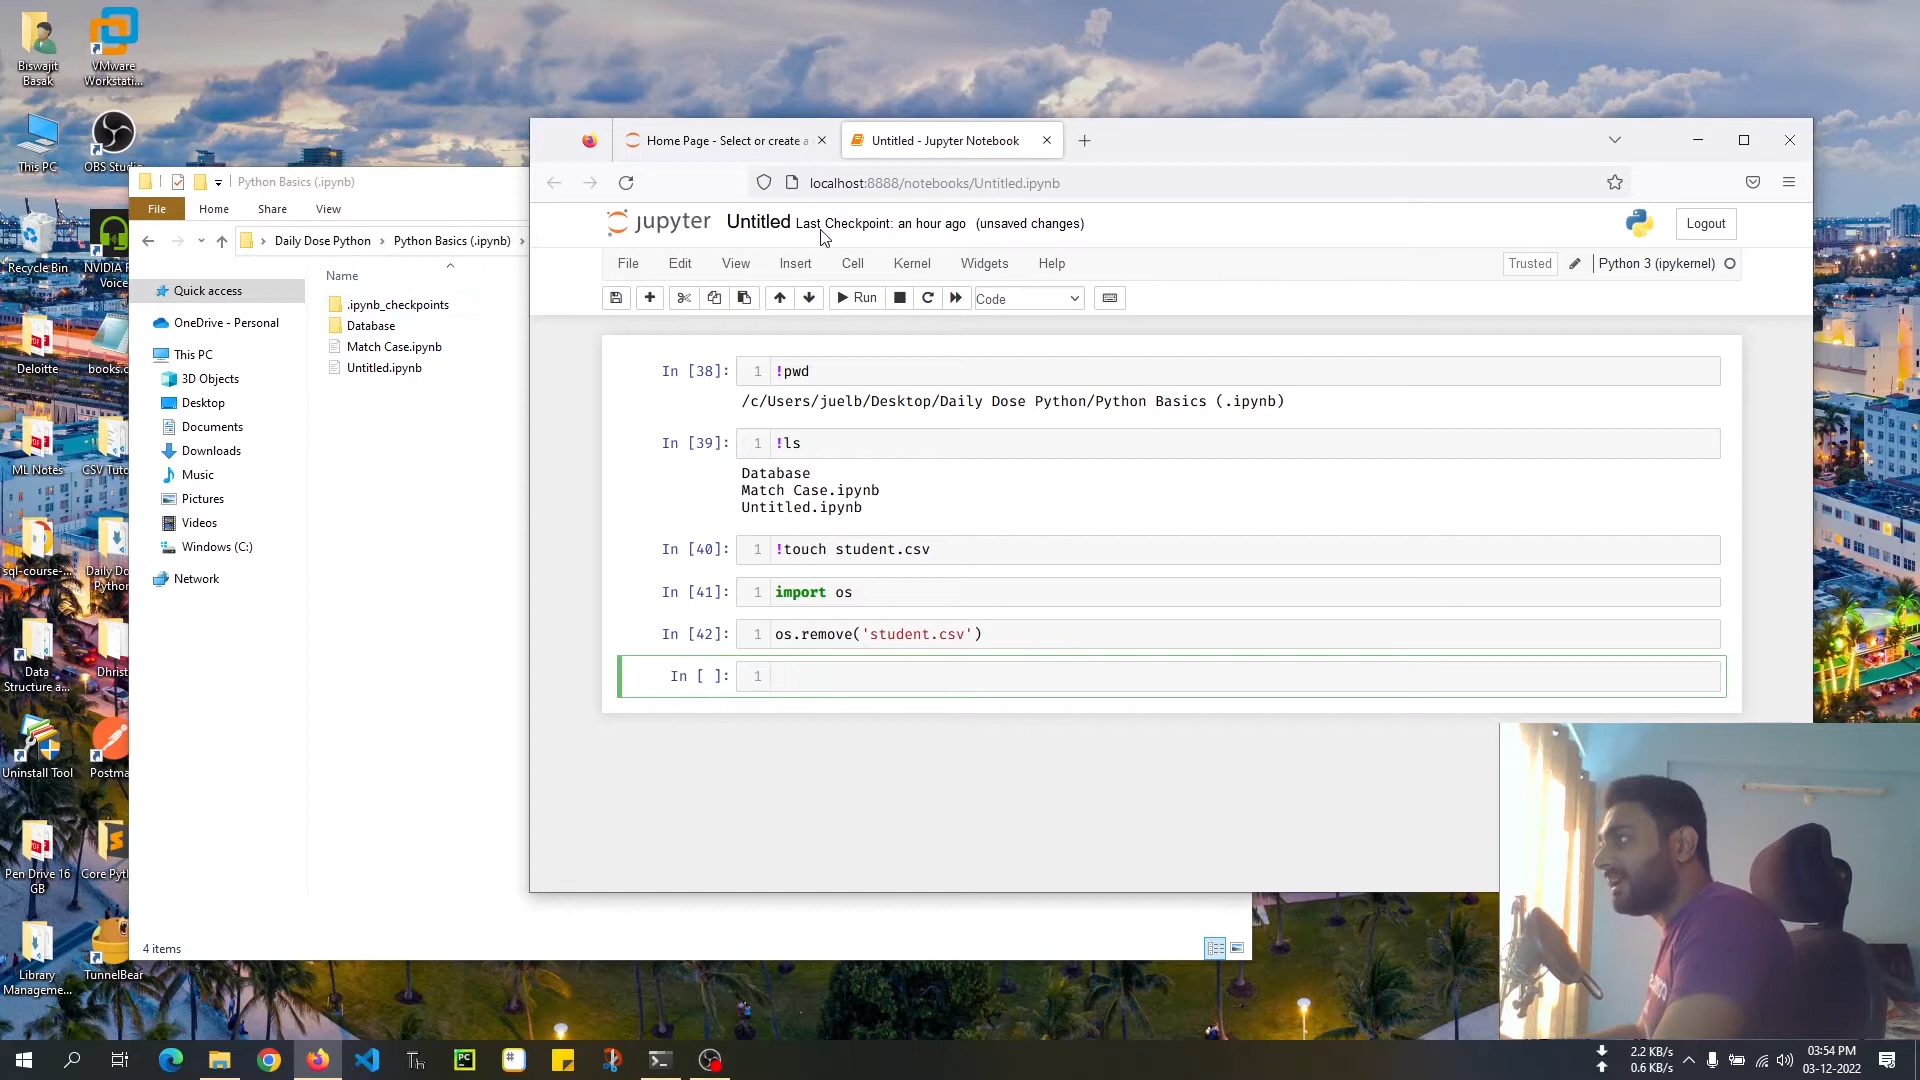 Biswajit
Basak
VMware
Workstati...
This PC
OBS Studio
Recycle Bin
NVIDIA
Voice
Deloitte
books.c
ML Notes
CSV Tuto
sql-course-...
Daily Do
Python
Data
Structure a...
Dhrist
Uninstall Tool
Postma
Pen Drive 16
GB
Core Pyt
Library
Manageme...
TunnelBear
Python Basics (.ipynb)
File
Home
Share
View
Daily Dose Python
Python Basics (.ipynb)
Name
Quick access
OneDrive - Personal
This PC
3D Objects
Desktop
Documents
Downloads
Music
Pictures
Videos
Windows (C:)
Network
.ipynb_checkpoints
Database
Match Case.ipynb
Untitled.ipynb
4 items
Home Page - Select or create a
Untitled - Jupyter Notebook
localhost:8888/notebooks/Untitled.ipynb
jupyter Untitled Last Checkpoint: an hour ago (unsaved changes)
Logout
File Edit View Insert Cell Kernel Widgets Help
Trusted
Python 3 (ipykernel)
Run
Code
In [38]: 1 !pwd
/c/Users/juelb/Desktop/Daily Dose Python/Python Basics (.ipynb)
In [39]: 1 !ls
Database
Match Case.ipynb
Untitled.ipynb
In [40]: 1 !touch student.csv
In [41]: 1 import os
In [42]: 1 os.remove('student.csv')
In [ ]: 1
2.2 KB/s
0.6 KB/s
03:54 PM
03-12-2022